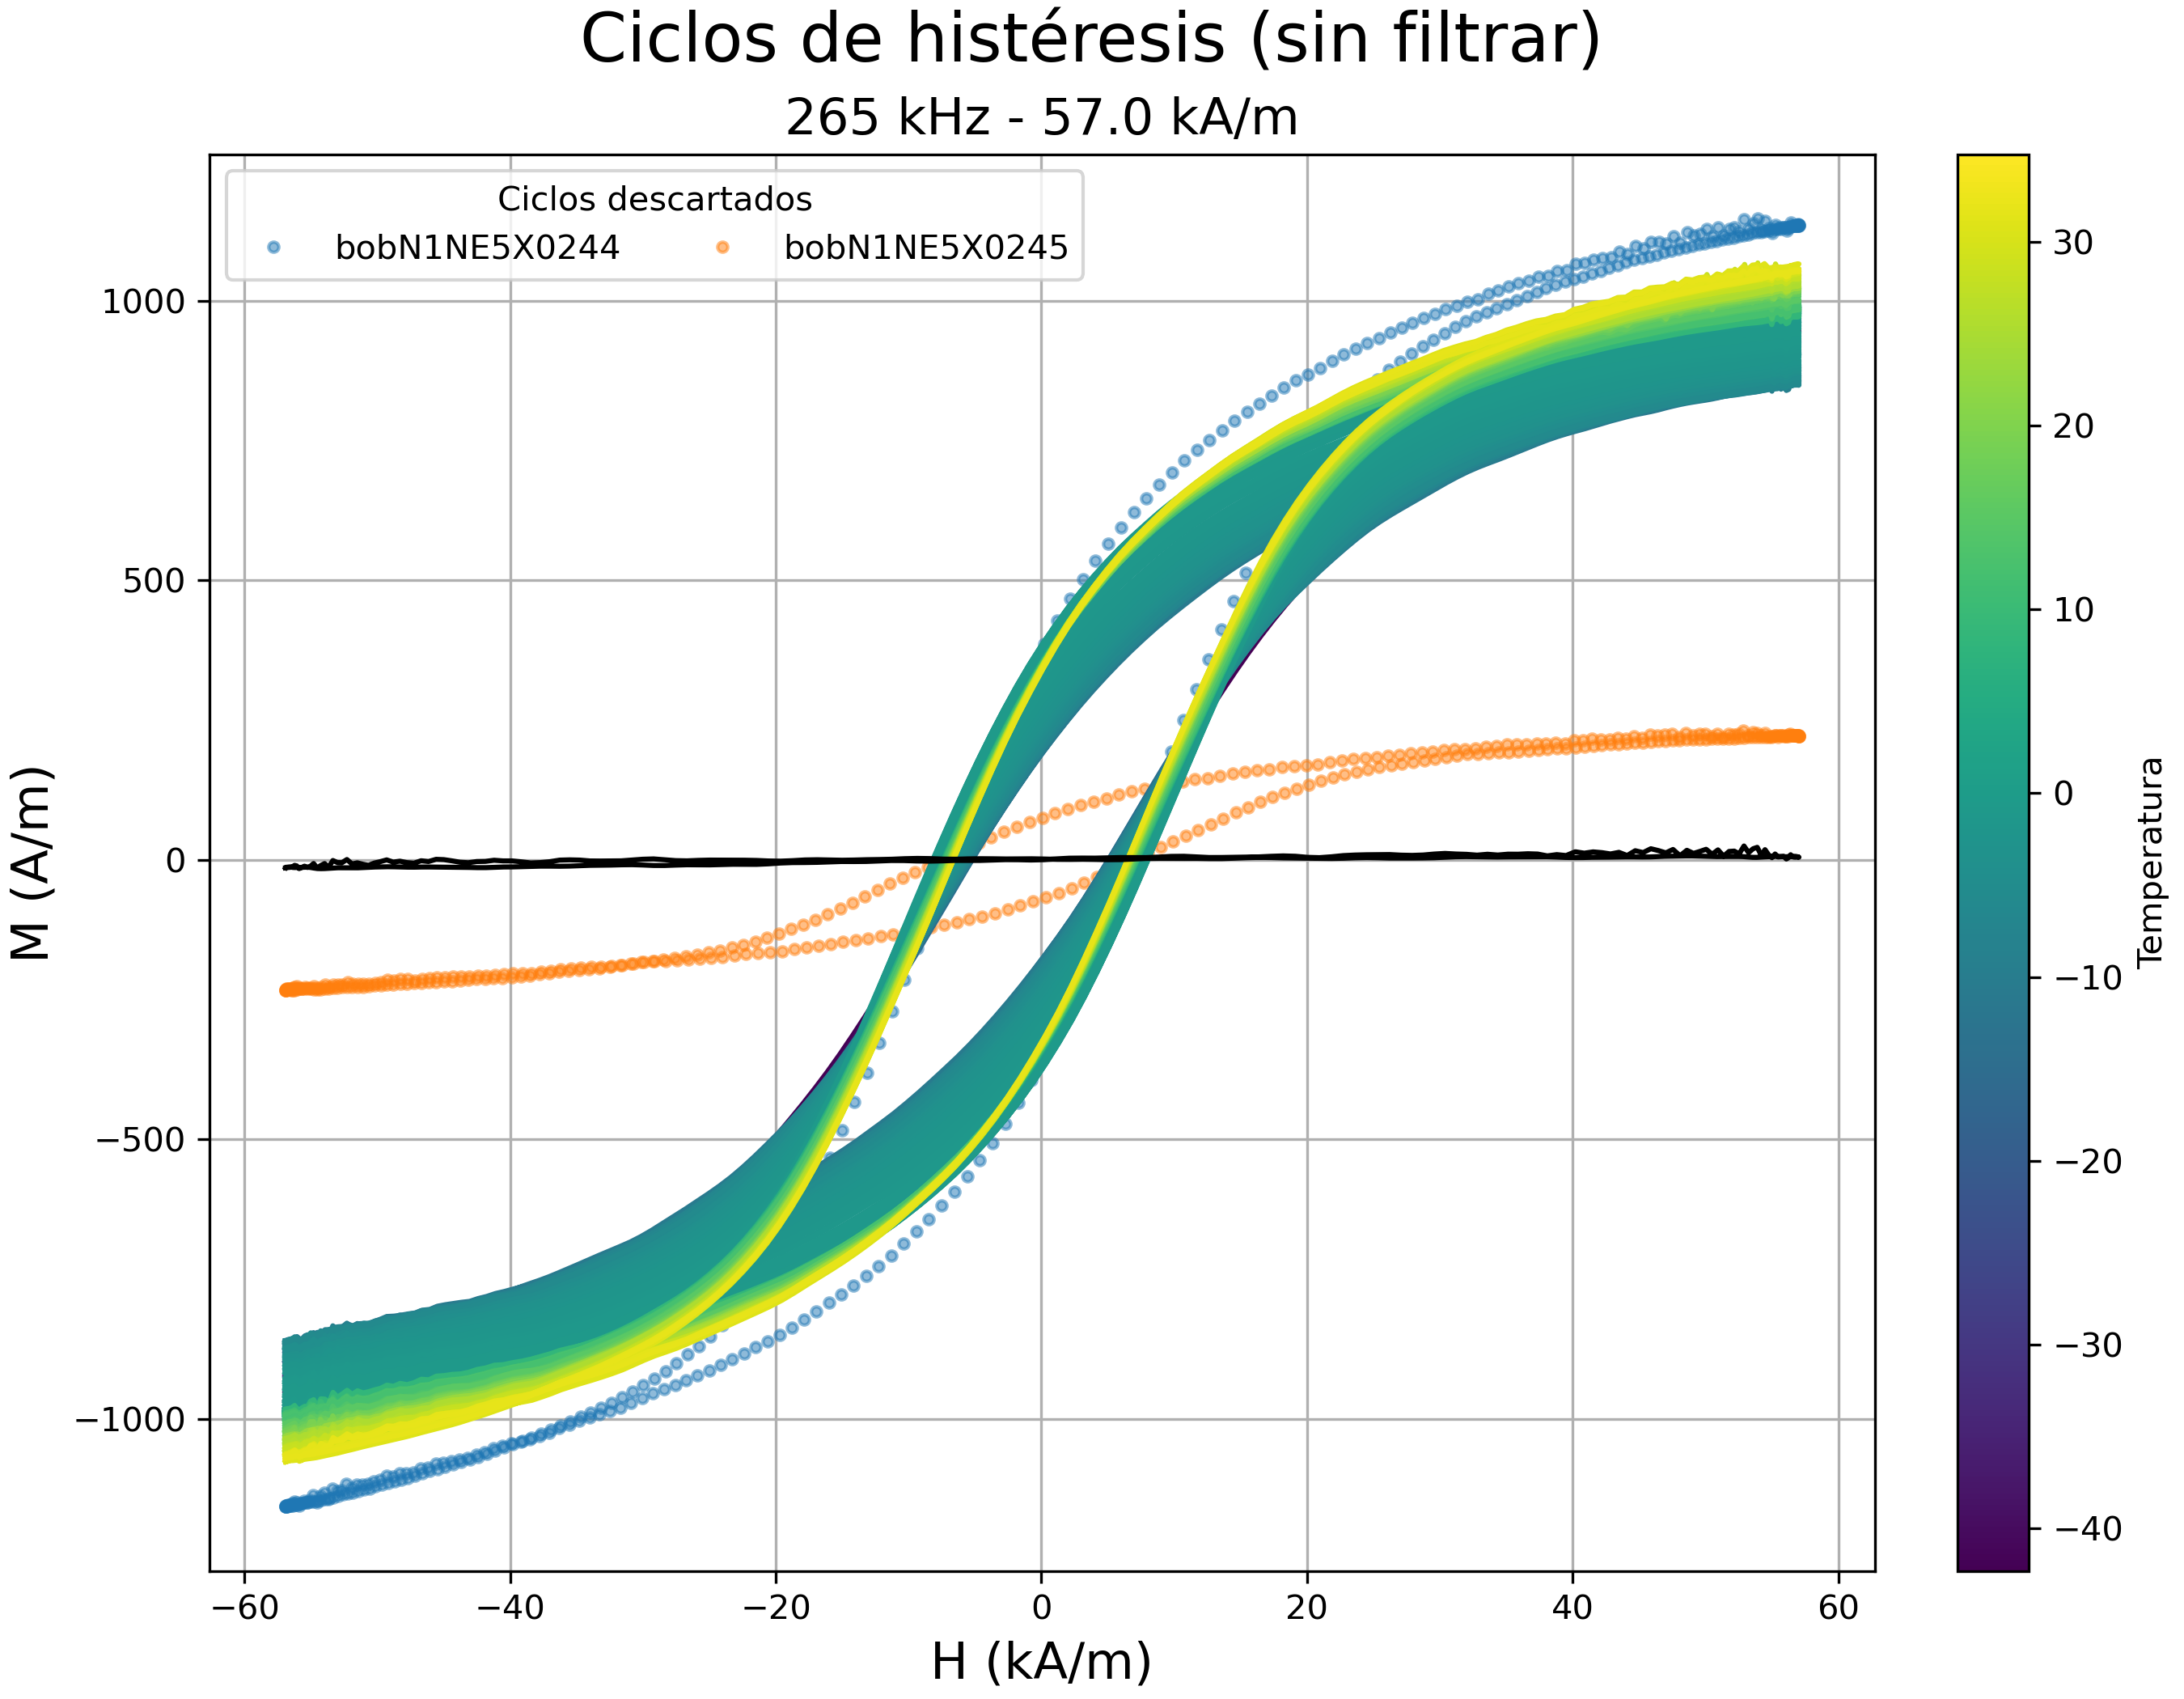 Ciclos de histéresis (sin filtrar)
265 kHz - 57.0 kA/m
Ciclos descartados
bobN1NE5X0244 bobN1NE5X0245
1000
500
0
−500
−1000
M (A/m)
−60 −40 −20 0 20 40 60
H (kA/m)
30
20
10
0
−10
−20
−30
−40
Temperatura